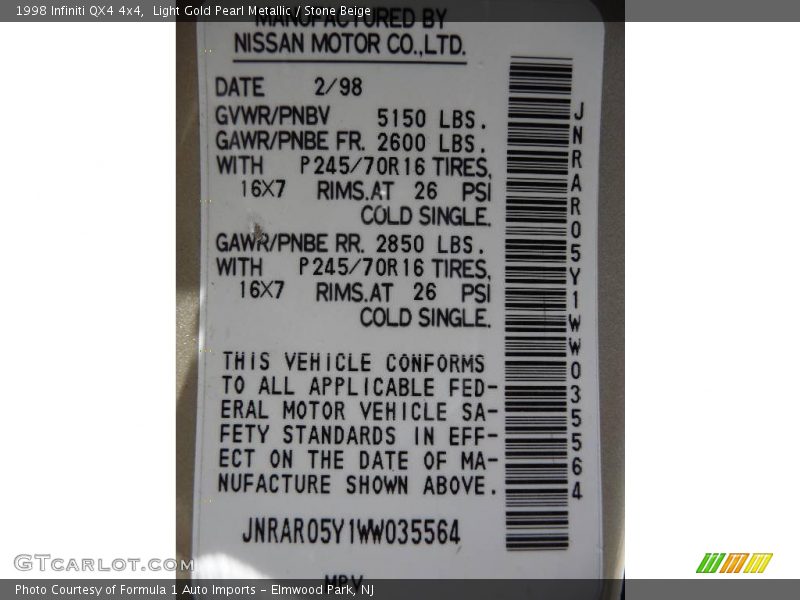 1998 Infiniti QX4 4x4, Light Gold Pearl Metallic / Stone Beige
MANUFACTURED BY
NISSAN MOTOR CO.,LTD.
DATE 2/98
GVWR/PNBV 5150 LBS.
GAWR/PNBE FR. 2600 LBS.
WITH P245/70R16 TIRES,
16X7 RIMS.AT 26 PSI
COLD SINGLE.
GAWR/PNBE RR. 2850 LBS.
WITH P245/70R16 TIRES,
16X7 RIMS.AT 26 PSI
COLD SINGLE.
THIS VEHICLE CONFORMS
TO ALL APPLICABLE FED-
ERAL MOTOR VEHICLE SA-
FETY STANDARDS IN EFF-
ECT ON THE DATE OF MA-
NUFACTURE SHOWN ABOVE.
JNRAR05Y1WW035564
MPV
JNRAR05Y1WW035564
GTCARLOT.COM
Photo Courtesy of Formula 1 Auto Imports - Elmwood Park, NJ